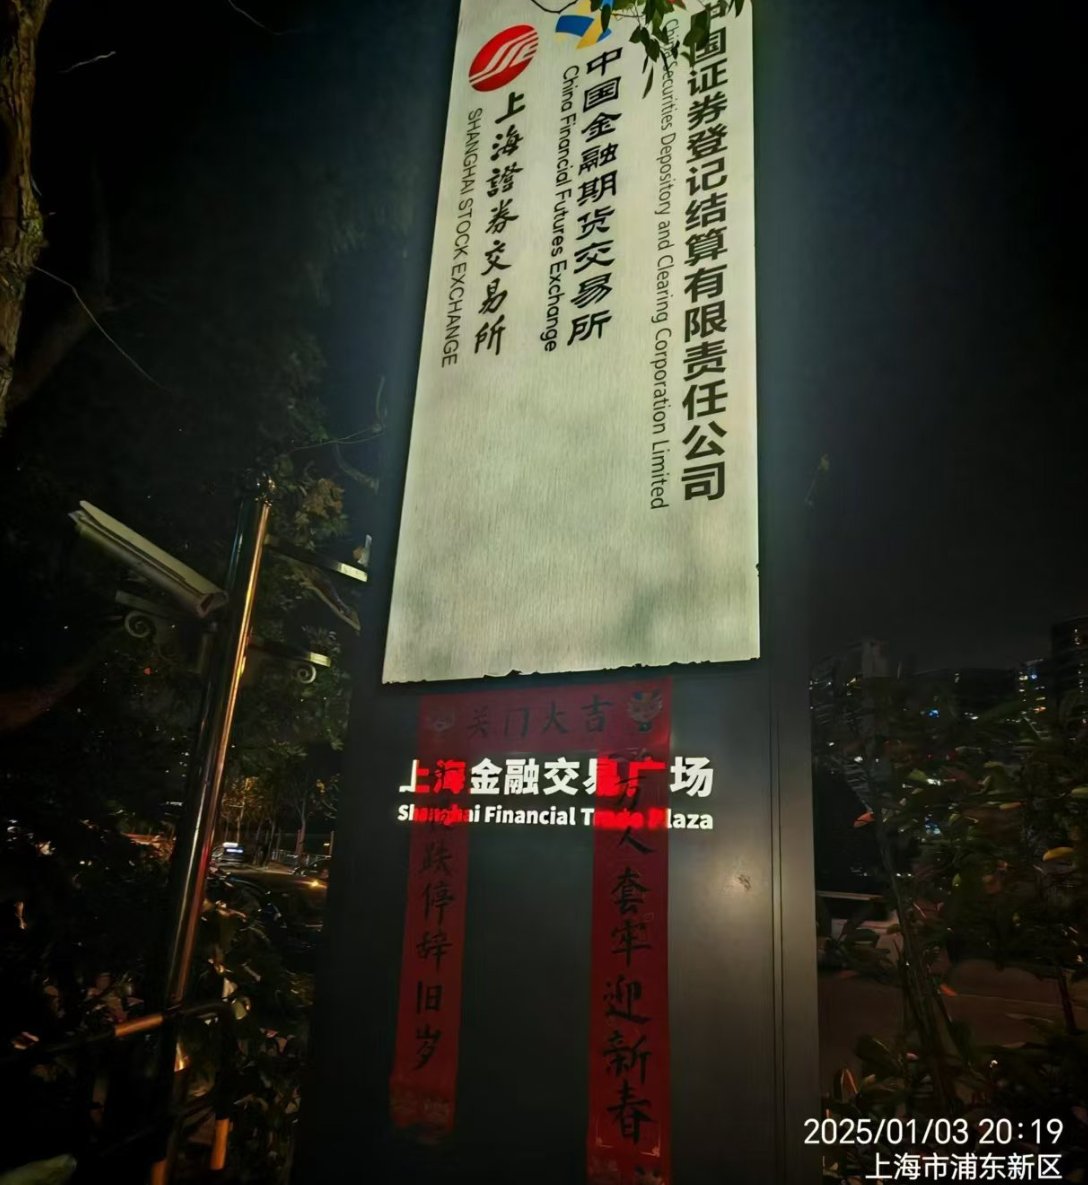 上海證券交易所
SHANGHAI STOCK EXCHANGE
中国金融期货交易所
China Financial Futures Exchange
中国证券登记结算有限责任公司
China Securities Depository and Clearing Corporation Limited
关门大吉
上海金融交易广场
Shanghai Financial Trade Plaza
跌停辞旧岁
万人套牢迎新春
2025/01/03 20:19
上海市浦东新区